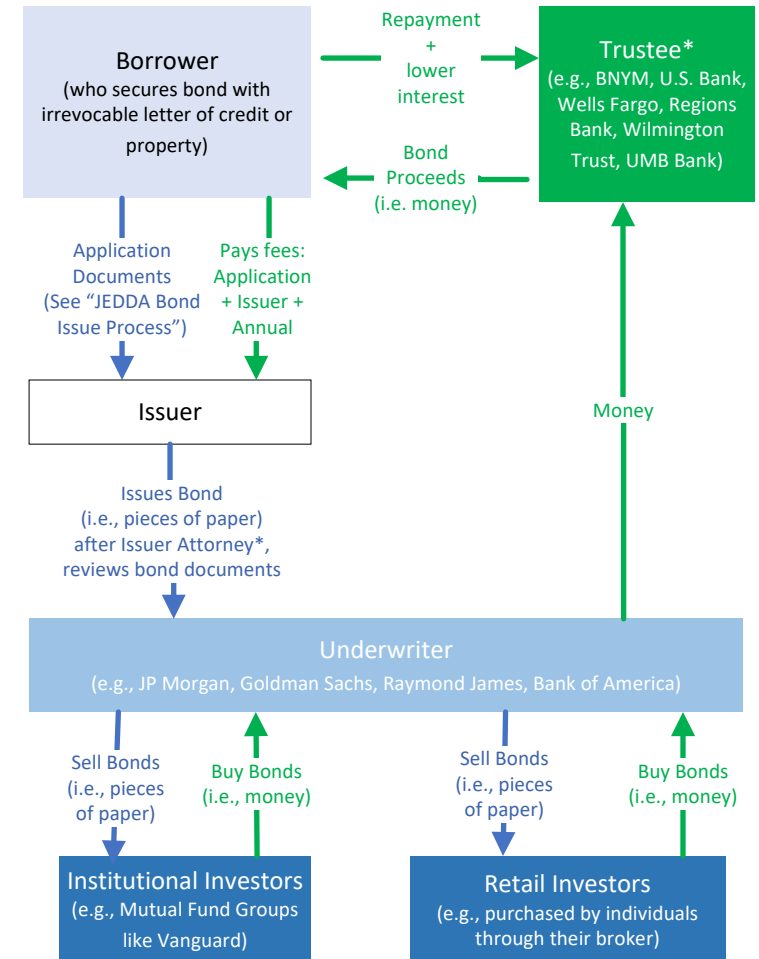 Borrower
(who secures bond with
irrevocable letter of credit or
property)
Repayment
+
lower
interest
Trustee*
(e.g., BNYM, U.S. Bank,
Wells Fargo, Regions
Bank, Wilmington
Trust, UMB Bank)
Bond
Proceeds
(i.e. money)
Application
Documents
(See “JEDDA Bond
Issue Process”)
Pays fees:
Application
+ Issuer +
Annual
Issuer
Money
Issues Bond
(i.e., pieces of paper)
after Issuer Attorney*,
reviews bond documents
Underwriter
(e.g., JP Morgan, Goldman Sachs, Raymond James, Bank of America)
Sell Bonds
(i.e., pieces
of paper)
Buy Bonds
(i.e., money)
Sell Bonds
(i.e., pieces
of paper)
Buy Bonds
(i.e., money)
Institutional Investors
(e.g., Mutual Fund Groups
like Vanguard)
Retail Investors
(e.g., purchased by individuals
through their broker)